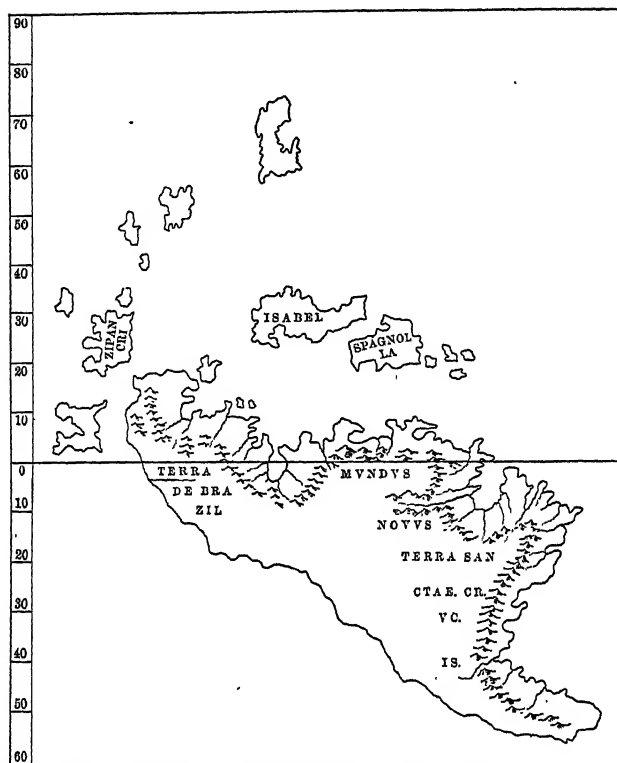 90
80
70
60
50
40
30
20
10
0
10
20
30
40
50
60
ISABEL
ZIPAN
CRI
SPAGNOL
LA
TERRA
DE BRA
ZIL
MVNDVS
NOVVS
TERRA SAN
CTAE. CR.
VC.
IS.